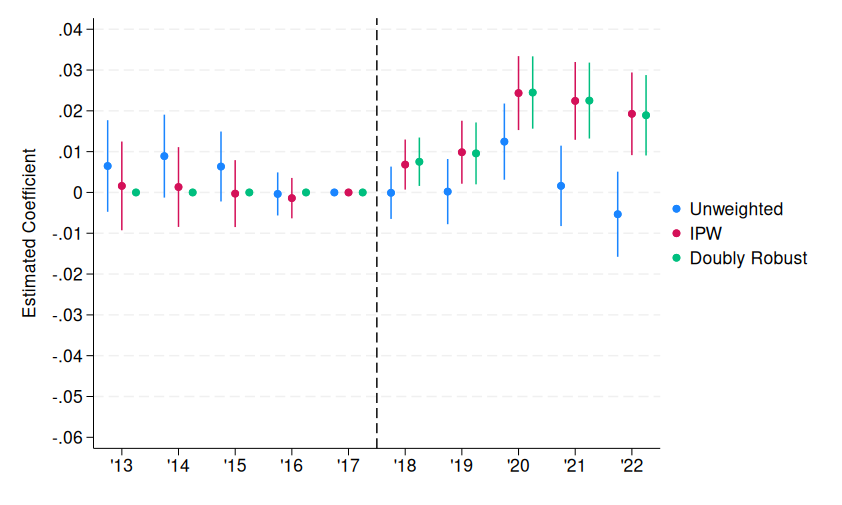 Estimated Coefficient
.04
.03
.02
.01
0
-.01
-.02
-.03
-.04
-.05
-.06
'13 '14 '15 '16 '17 '18 '19 '20 '21 '22
Unweighted
IPW
Doubly Robust